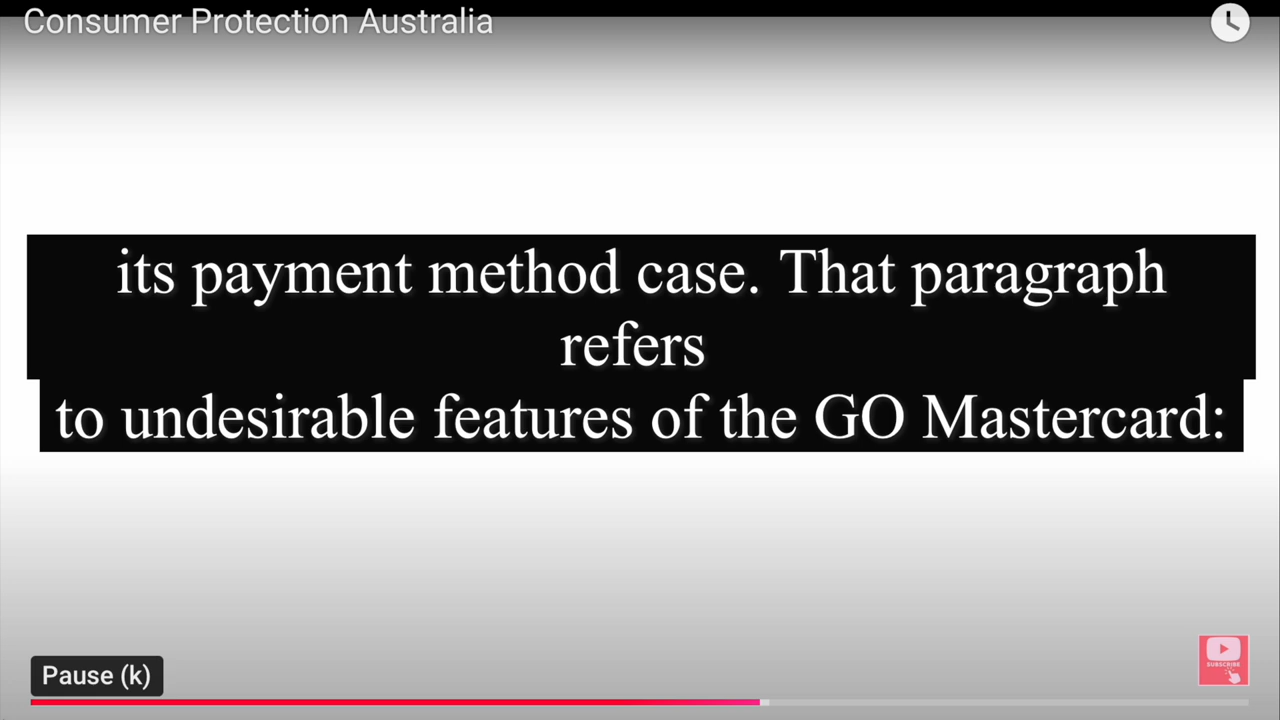 Consumer Protection Australia
its payment method case. That paragraph
refers
to undesirable features of the GO Mastercard:
SUBSCRIBE
Pause (k)